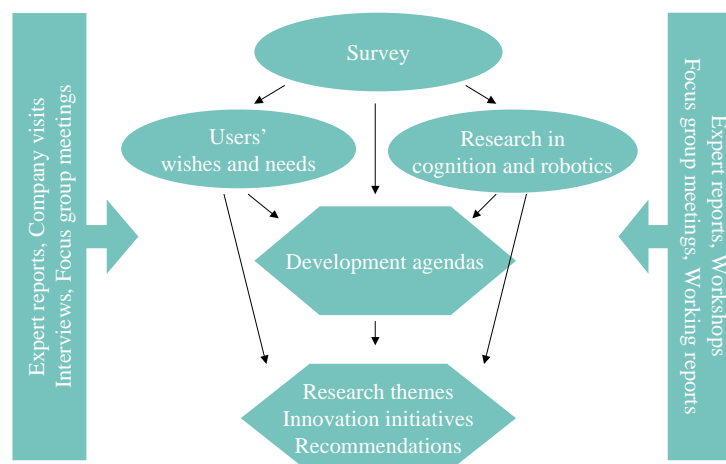 Survey
Users'
wishes and needs
Research in
cognition and robotics
Development agendas
Research themes
Innovation initiatives
Recommendations
Expert reports, Company visits
Interviews, Focus group meetings
Expert reports, Workshops
Focus group meetings, Working reports